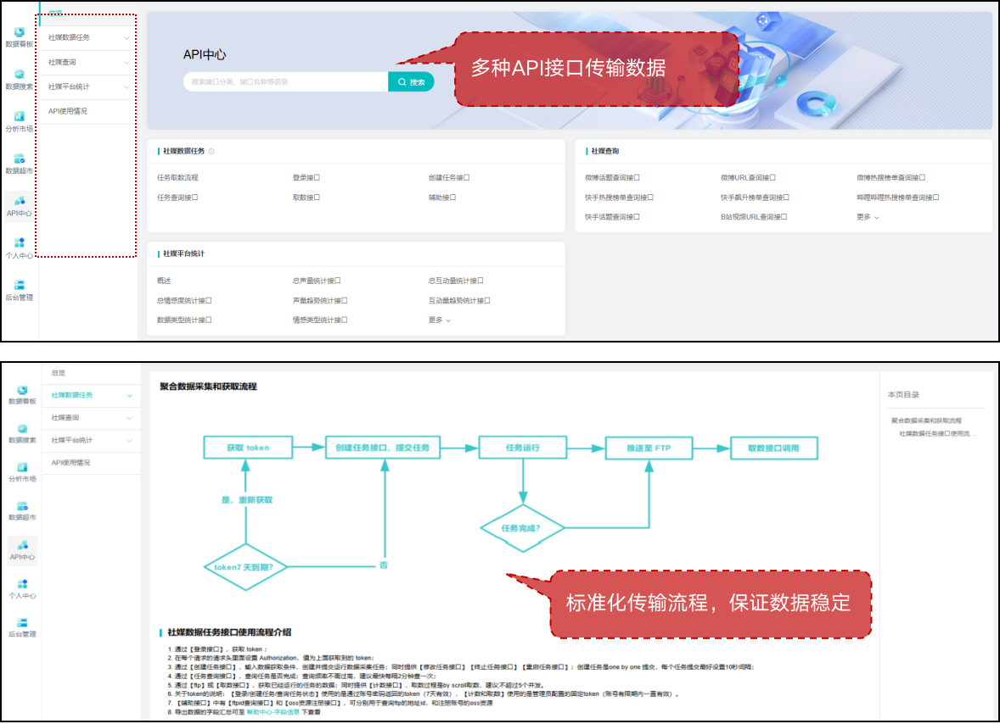 总览
数据看板
数据搜索
分析市场
数据超市
API中心
个人中心
后台管理
社媒数据任务
社媒查询
社媒平台统计
API使用情况
API中心
搜索接口分类、接口名称等信息
搜索
多种API接口传输数据
社媒数据任务
任务取数流程 登录接口 创建任务接口
任务查询接口 取数接口 辅助接口
社媒查询
微博话题查询接口 微博URL查询接口 微博热搜榜单查询接口
快手热搜榜单查询接口 快手飙升榜单查询接口 哔哩哔哩热搜榜单查询接口
快手话题查询接口 B站视频URL查询接口 更多
社媒平台统计
概述 总声量统计接口 总互动量统计接口
总情感度统计接口 声量趋势统计接口 互动量趋势统计接口
数据类型统计接口 情感类型统计接口 更多
数据看板
数据搜索
分析市场
数据超市
API中心
个人中心
后台管理
总览
社媒数据任务
社媒查询
社媒平台统计
API使用情况
聚合数据采集和获取流程
获取 token
创建任务接口，提交任务
任务运行
推送至 FTP
取数接口调用
是，重新获取
任务完成?
token7 天到期?
否
标准化传输流程，保证数据稳定
社媒数据任务接口使用流程介绍
1. 通过【登录接口】，获取 token；
2. 在每个请求的请求头里面设置 Authorization，值为上面获取到的 token；
3. 通过【创建任务接口】，输入数据获取条件，创建并提交运行数据采集任务；同时提供【修改任务接口】【终止任务接口】【重启任务接口】；创建任务是one by one 提交，每个任务提交最好设置10秒间隔；
4. 通过【任务查询接口】，查询任务是否完成；查询频率不需过高，建议最快每隔2分钟查一次；
5. 通过【ftp】或【取数接口】，获取已经运行的任务的数据；同时提供【计数接口】，取数过程是by scroll取数，建议不超过5个并发。
6. 关于token的说明：【登录/创建任务/查询任务状态】使用的是通过账号密码返回的token（7天有效），【计数和取数】使用的是管理员配置的固定token（账号有限期内一直有效）。
7. 【辅助接口】中有【ftpid查询接口】和【oss资源注册接口】，可分别用于查询ftp的地址id，和注册账号的oss资源
8. 导出数据的字段汇总可至 帮助中心-字段信息 下查看
本页目录
聚合数据采集和获取流程
社媒数据任务接口使用流...